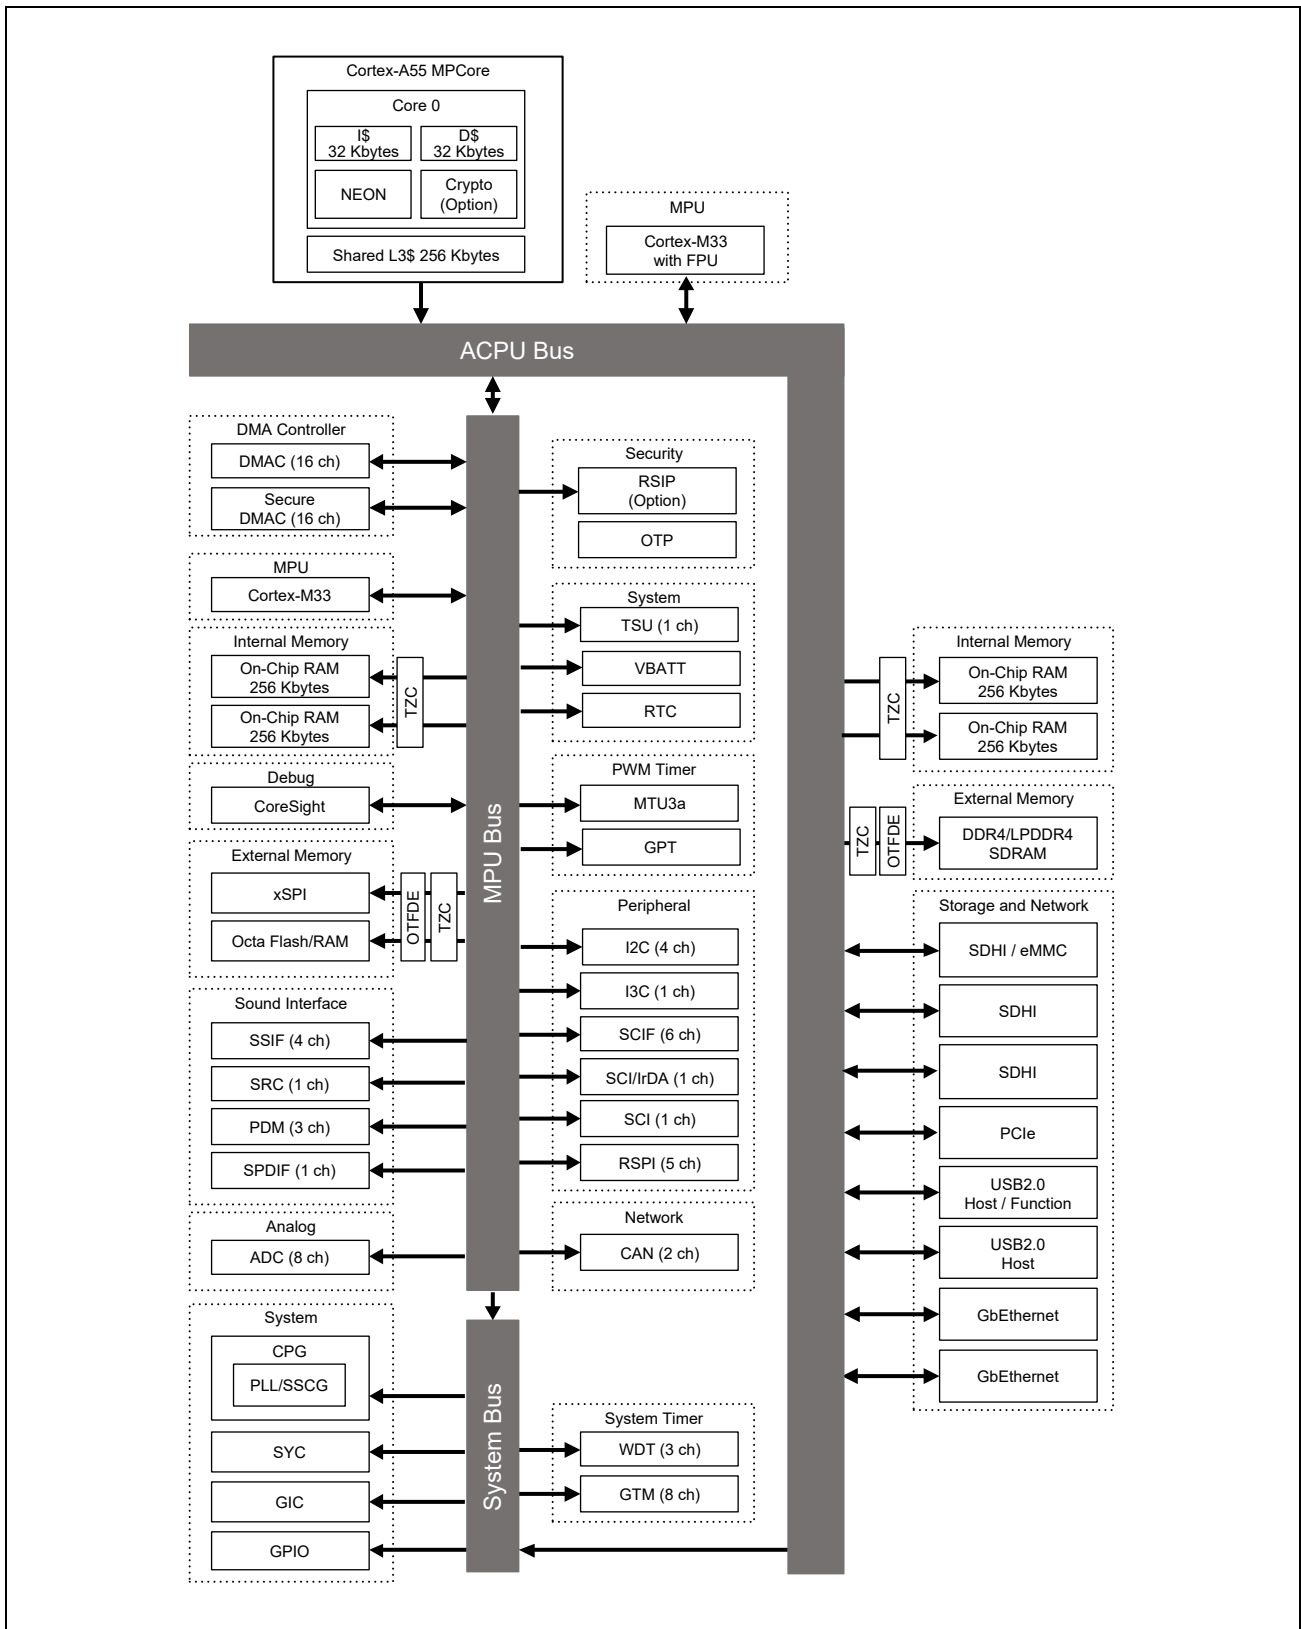 Cortex-A55 MPCore
Core 0
I$
32 Kbytes
D$
32 Kbytes
NEON
Crypto
(Option)
Shared L3$ 256 Kbytes
MPU
Cortex-M33
with FPU
ACPU Bus
DMA Controller
DMAC (16 ch)
Secure
DMAC (16 ch)
MPU
Cortex-M33
Internal Memory
On-Chip RAM
256 Kbytes
On-Chip RAM
256 Kbytes
TZC
Debug
CoreSight
External Memory
xSPI
Octa Flash/RAM
OTFDE
TZC
Sound Interface
SSIF (4 ch)
SRC (1 ch)
PDM (3 ch)
SPDIF (1 ch)
Analog
ADC (8 ch)
System
CPG
PLL/SSCG
SYC
GIC
GPIO
MPU Bus
System Bus
Security
RSIP
(Option)
OTP
System
TSU (1 ch)
VBATT
RTC
PWM Timer
MTU3a
GPT
Peripheral
I2C (4 ch)
I3C (1 ch)
SCIF (6 ch)
SCI/IrDA (1 ch)
SCI (1 ch)
RSPI (5 ch)
Network
CAN (2 ch)
System Timer
WDT (3 ch)
GTM (8 ch)
TZC
Internal Memory
On-Chip RAM
256 Kbytes
On-Chip RAM
256 Kbytes
TZC
OTFDE
External Memory
DDR4/LPDDR4
SDRAM
Storage and Network
SDHI / eMMC
SDHI
SDHI
PCIe
USB2.0
Host / Function
USB2.0
Host
GbEthernet
GbEthernet